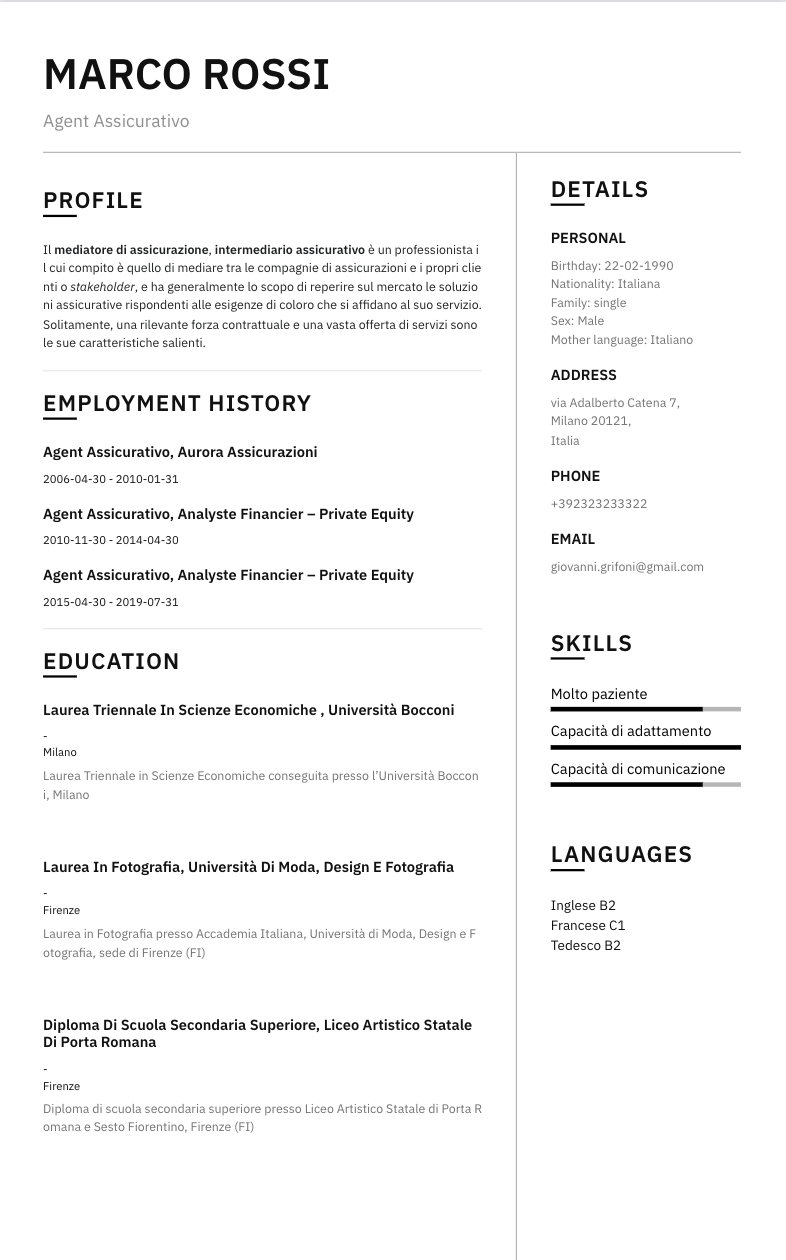 MARCO ROSSI
Agent Assicurativo
PROFILE
Il mediatore di assicurazione, intermediario assicurativo è un professionista i
l cui compito è quello di mediare tra le compagnie di assicurazioni e i propri clie
nti o stakeholder, e ha generalmente lo scopo di reperire sul mercato le soluzio
ni assicurative rispondenti alle esigenze di coloro che si affidano al suo servizio.
Solitamente, una rilevante forza contrattuale e una vasta offerta di servizi sono
le sue caratteristiche salienti.
EMPLOYMENT HISTORY
Agent Assicurativo, Aurora Assicurazioni
2006-04-30 - 2010-01-31
Agent Assicurativo, Analyste Financier – Private Equity
2010-11-30 - 2014-04-30
Agent Assicurativo, Analyste Financier – Private Equity
2015-04-30 - 2019-07-31
EDUCATION
Laurea Triennale In Scienze Economiche , Università Bocconi
-
Milano
Laurea Triennale in Scienze Economiche conseguita presso l’Università Boccon
i, Milano
Laurea In Fotografia, Università Di Moda, Design E Fotografia
-
Firenze
Laurea in Fotografia presso Accademia Italiana, Università di Moda, Design e F
otografia, sede di Firenze (FI)
Diploma Di Scuola Secondaria Superiore, Liceo Artistico Statale
Di Porta Romana
-
Firenze
Diploma di scuola secondaria superiore presso Liceo Artistico Statale di Porta R
omana e Sesto Fiorentino, Firenze (FI)
DETAILS
PERSONAL
Birthday: 22-02-1990
Nationality: Italiana
Family: single
Sex: Male
Mother language: Italiano
ADDRESS
via Adalberto Catena 7,
Milano 20121,
Italia
PHONE
+392323233322
EMAIL
giovanni.grifoni@gmail.com
SKILLS
Molto paziente
Capacità di adattamento
Capacità di comunicazione
LANGUAGES
Inglese B2
Francese C1
Tedesco B2